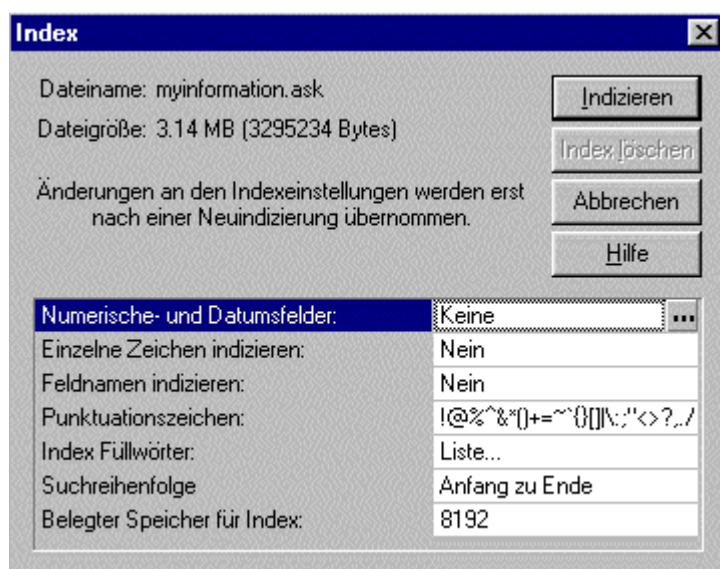 Index
Dateiname: myinformation.ask
Dateigröße: 3.14 MB (3295234 Bytes)
Änderungen an den Indexeinstellungen werden erst
nach einer Neuindizierung übernommen.
Indizieren
Index löschen
Abbrechen
Hilfe
Numerische- und Datumsfelder: Keine ...
Einzelne Zeichen indizieren: Nein
Feldnamen indizieren: Nein
Punktuationszeichen: !@%^&*()+=~`{}[]|\:;"<>?,./
Index Füllwörter: Liste...
Suchreihenfolge Anfang zu Ende
Belegter Speicher für Index: 8192